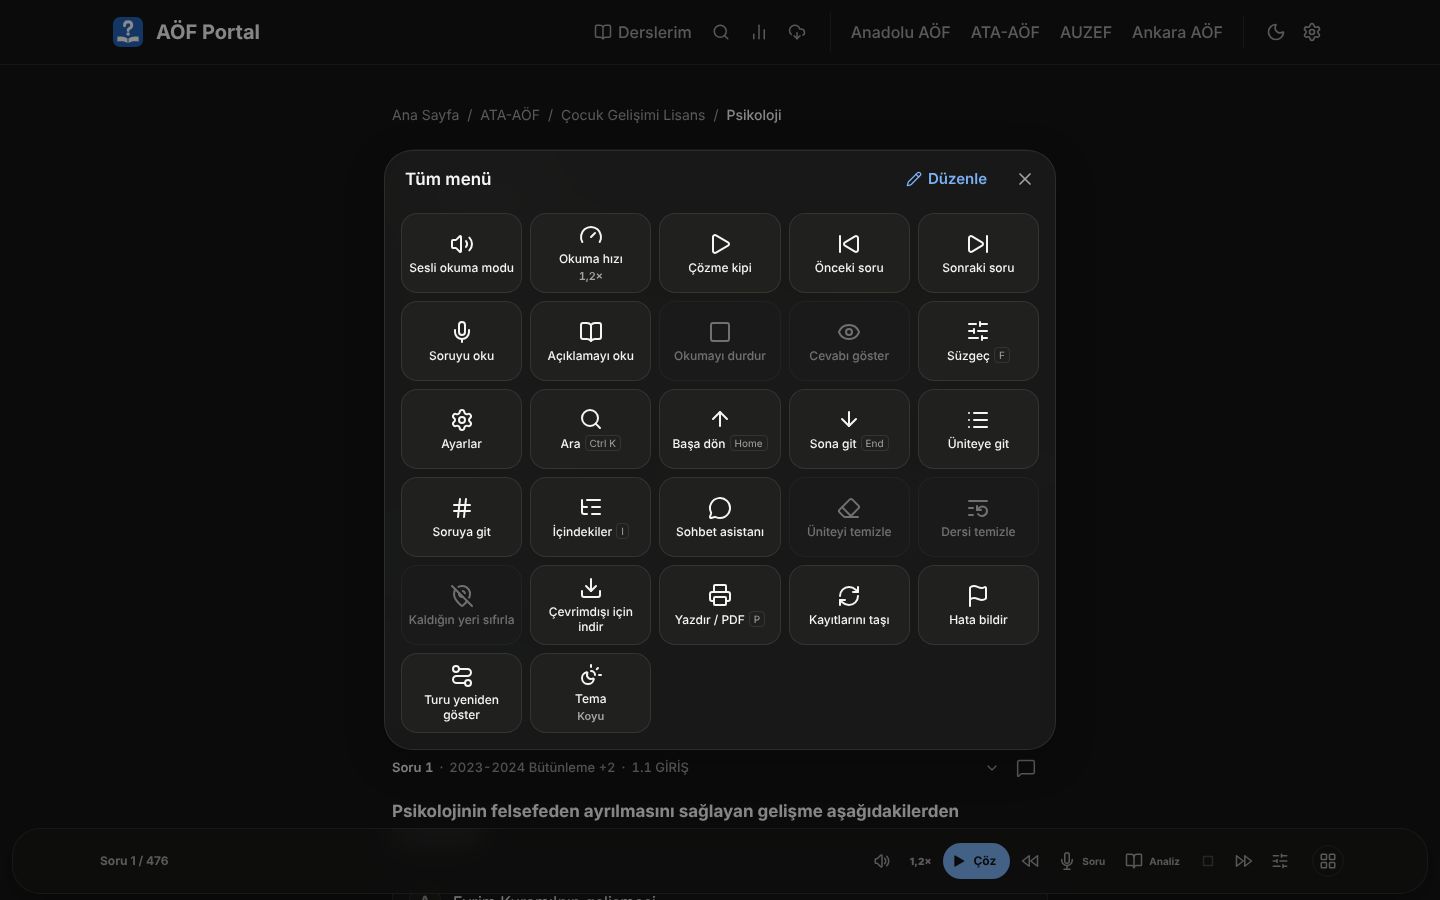 AÖF Portal
Derslerim
Anadolu AÖF
ATA-AÖF
AUZEF
Ankara AÖF
Ana Sayfa / ATA-AÖF / Çocuk Gelişimi Lisans / Psikoloji
Tüm menü
Düzenle
Sesli okuma modu
Okuma hızı
1,2×
Çözme kipi
Önceki soru
Sonraki soru
Soruyu oku
Açıklamayı oku
Okumayı durdur
Cevabı göster
Süzgeç F
Ayarlar
Ara Ctrl K
Başa dön Home
Sona git End
Üniteye git
Soruya git
İçindekiler I
Sohbet asistanı
Üniteyi temizle
Dersi temizle
Kaldığın yeri sıfırla
Çevrimdışı için
indir
Yazdır / PDF P
Kayıtlarını taşı
Hata bildir
Turu yeniden
göster
Tema
Koyu
Soru 1 · 2023-2024 Bütünleme +2 · 1.1 GİRİŞ
Psikolojinin felsefeden ayrılmasını sağlayan gelişme aşağıdakilerden
Soru 1 / 476
1,2×
Çöz
Soru
Analiz